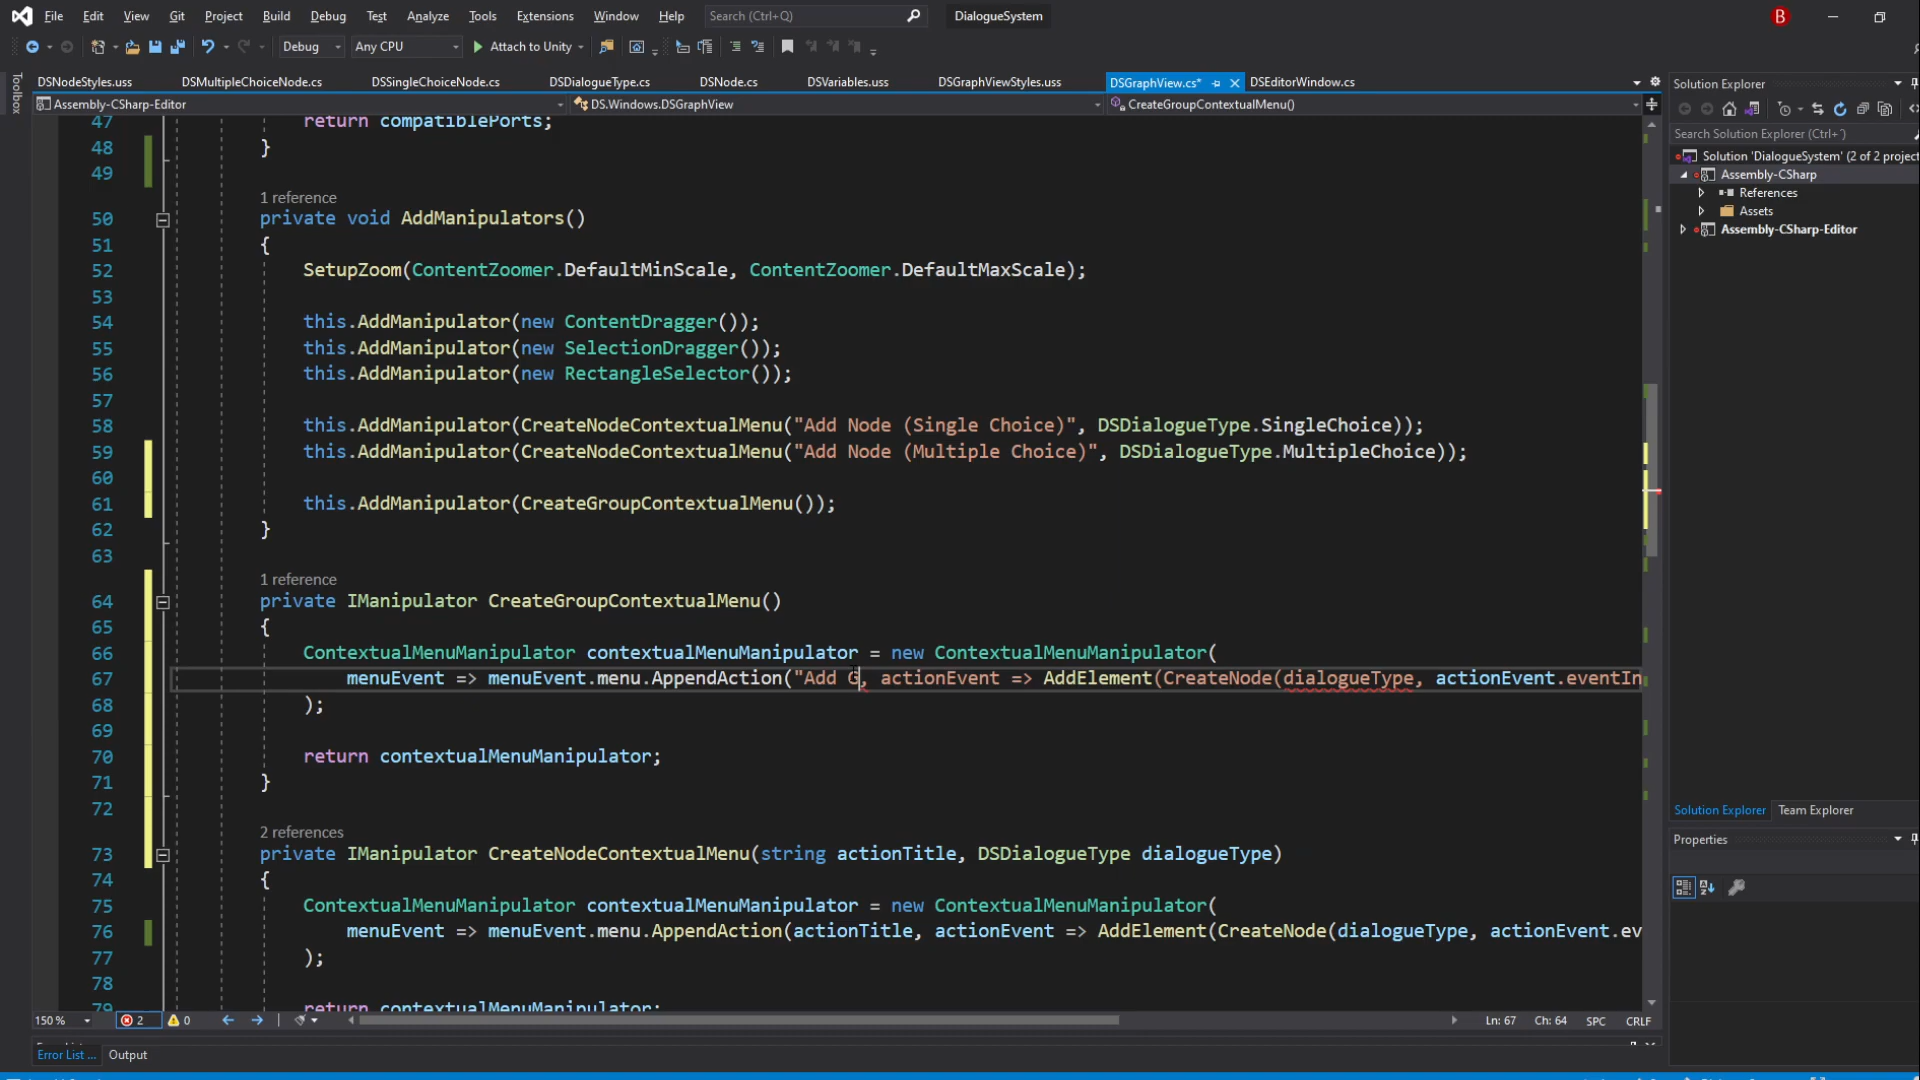 File Edit View Git Project Build Debug Test Analyze Tools Extensions Window Help Search (Ctrl+Q) DialogueSystem B
Debug Any CPU Attach to Unity
DSNodeStyles.uss DSMultipleChoiceNode.cs DSSingleChoiceNode.cs DSDialogueType.cs DSNode.cs DSVariables.uss DSGraphViewStyles.uss DSGraphView.cs* DSEditorWindow.cs
Toolbox
Assembly-CSharp-Editor DS.Windows.DSGraphView CreateGroupContextualMenu()
47 return compatiblePorts;
48 }
49
1 reference
50 private void AddManipulators()
51 {
52 SetupZoom(ContentZoomer.DefaultMinScale, ContentZoomer.DefaultMaxScale);
53
54 this.AddManipulator(new ContentDragger());
55 this.AddManipulator(new SelectionDragger());
56 this.AddManipulator(new RectangleSelector());
57
58 this.AddManipulator(CreateNodeContextualMenu("Add Node (Single Choice)", DSDialogueType.SingleChoice));
59 this.AddManipulator(CreateNodeContextualMenu("Add Node (Multiple Choice)", DSDialogueType.MultipleChoice));
60
61 this.AddManipulator(CreateGroupContextualMenu());
62 }
63
1 reference
64 private IManipulator CreateGroupContextualMenu()
65 {
66 ContextualMenuManipulator contextualMenuManipulator = new ContextualMenuManipulator(
67 menuEvent => menuEvent.menu.AppendAction("Add G, actionEvent => AddElement(CreateNode(dialogueType, actionEvent.eventIn
68 );
69
70 return contextualMenuManipulator;
71 }
72
2 references
73 private IManipulator CreateNodeContextualMenu(string actionTitle, DSDialogueType dialogueType)
74 {
75 ContextualMenuManipulator contextualMenuManipulator = new ContextualMenuManipulator(
76 menuEvent => menuEvent.menu.AppendAction(actionTitle, actionEvent => AddElement(CreateNode(dialogueType, actionEvent.ev
77 );
78
79 return contextualMenuManipulator;
150 % 2 0 Ln: 67 Ch: 64 SPC CRLF
Error List ... Output
Solution Explorer
Search Solution Explorer (Ctrl+
Solution 'DialogueSystem' (2 of 2 project
Assembly-CSharp
References
Assets
Assembly-CSharp-Editor
Solution Explorer Team Explorer
Properties